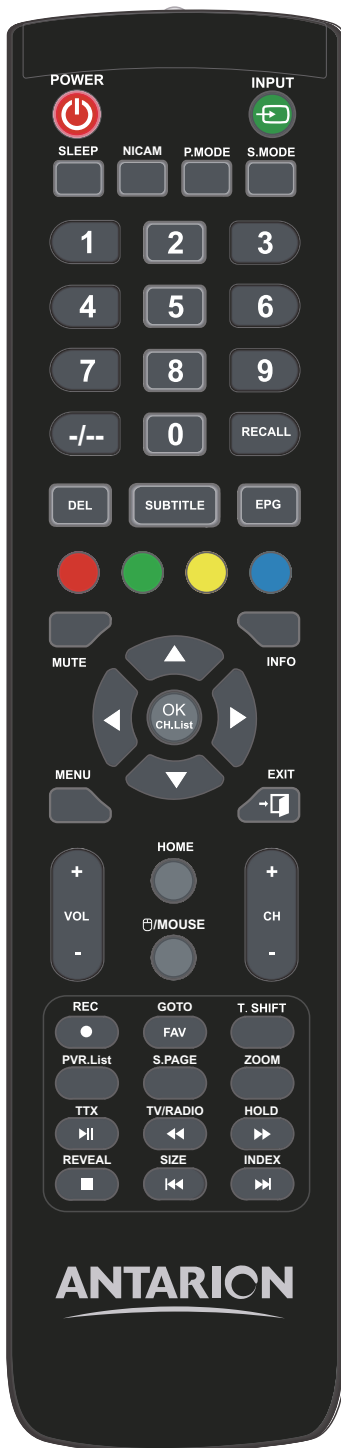 POWER INPUT
SLEEP NICAM P.MODE S.MODE
1 2 3
4 5 6
7 8 9
-/-- 0 RECALL
DEL SUBTITLE EPG
MUTE INFO
OK
CH.List
MENU EXIT
HOME
+ +
VOL CH
/MOUSE
- -
REC GOTO T. SHIFT
FAV
PVR.List S.PAGE ZOOM
TTX TV/RADIO HOLD
REVEAL SIZE INDEX
ANTARION